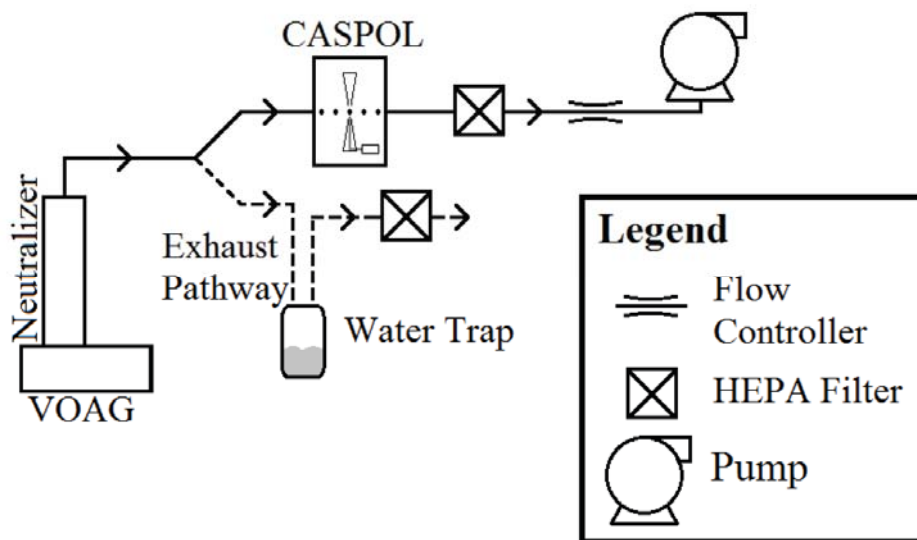 CASPOL
Neutralizer
Exhaust
Pathway
Water Trap
VOAG
Legend
Flow
Controller
HEPA Filter
Pump